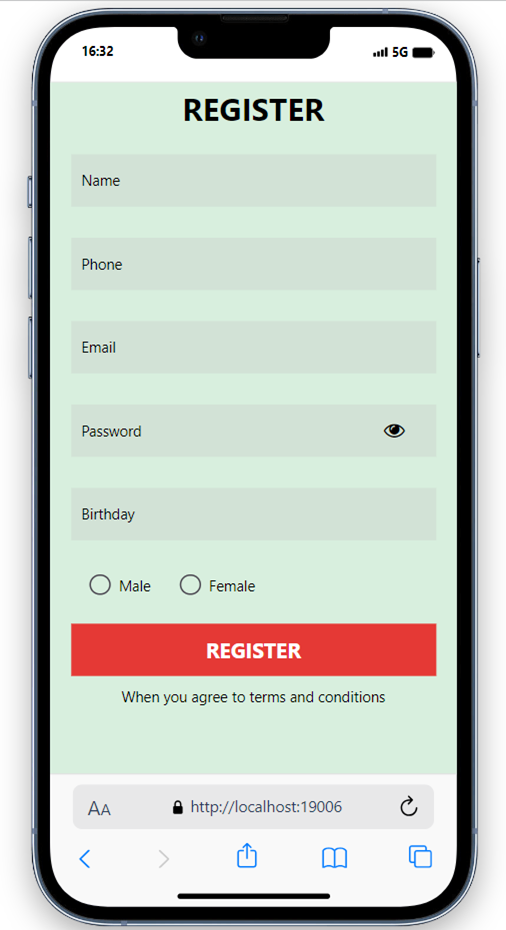 16:32 5G
REGISTER
Name
Phone
Email
Password
Birthday
Male Female
REGISTER
When you agree to terms and conditions
AA http://localhost:19006